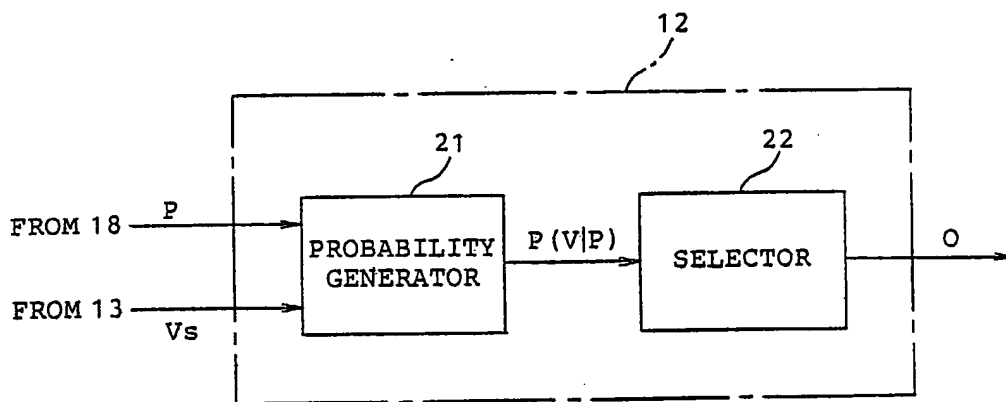 12
21
22
FROM 18
P
PROBABILITY
GENERATOR
P(V|P)
SELECTOR
O
FROM 13
Vs